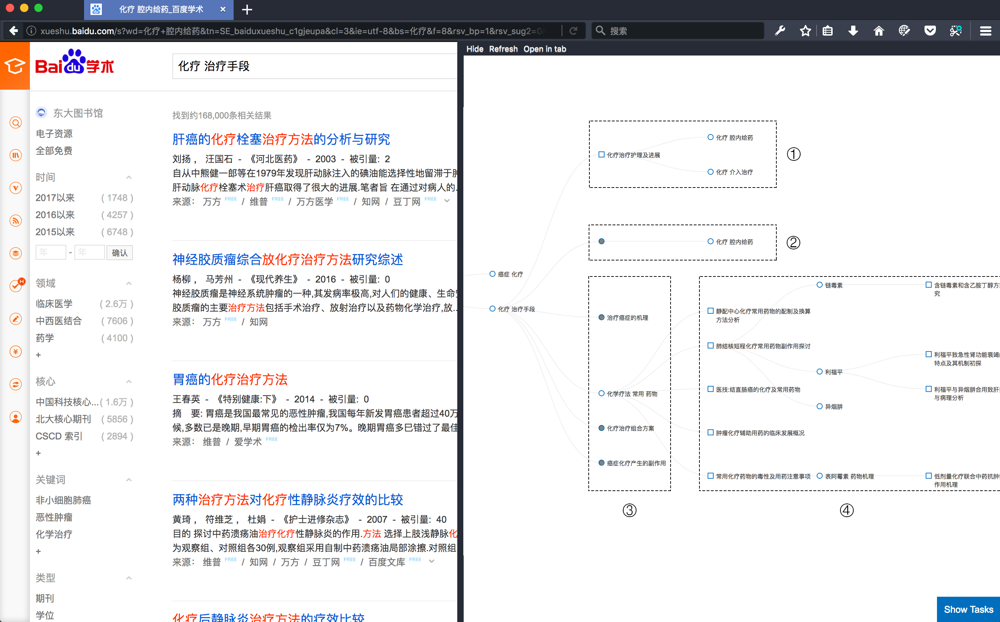 化疗 腔内给药_百度学术
xueshu.baidu.com/s?wd=化疗+腔内给药&tn=SE_baiduxueshu_c1gjeupa&cl=3&ie=utf-8&bs=化疗&f=8&rsv_bp=1&rsv_sug2=0
搜索
Hide Refresh Open in tab
Bai du 学术
化疗 治疗手段
东大图书馆
电子资源
全部免费
时间
2017以来 ( 1748 )
2016以来 ( 4257 )
2015以来 ( 6748 )
年 - 年 确认
领域
临床医学 ( 2.6万 )
中西医结合 ( 7606 )
药学 ( 4100 )
+
核心
中国科技核心... ( 1.6万 )
北大核心期刊 ( 5856 )
CSCD 索引 ( 2894 )
+
关键词
非小细胞肺癌
恶性肿瘤
化学治疗
+
类型
期刊
学位
找到约168,000条相关结果
肝癌的化疗栓塞治疗方法的分析与研究
刘扬 , 汪国石 - 《河北医药》 - 2003 - 被引量: 2
自从中熊健一郎等在1979年发现肝动脉注入的碘油能选择性地留滞于肿
肝动脉化疗栓塞术治疗肝癌取得了很大的进展.笔者旨 在通过对病人的.
来源: 万方 FREE / 维普 FREE / 万方医学 FREE / 知网 / 豆丁网 FREE
神经胶质瘤综合放化疗治疗方法研究综述
杨柳 , 马芳州 - 《现代养生》 - 2016 - 被引量: 0
神经胶质瘤是神经系统肿瘤的一种,其发病率极高,对人们的健康、生命安
胶质瘤的主要治疗方法包括手术治疗、放射治疗以及药物化学治疗,放...
来源: 万方 FREE / 知网
胃癌的化疗治疗方法
王春英 - 《特别健康:下》 - 2014 - 被引量: 0
摘 要: 胃癌是我国最常见的恶性肿瘤,我国每年新发胃癌患者超过40万
候,多数已是晚期,早期胃癌的检出率仅为7%。晚期胃癌多已错过了最佳
来源: 维普 / 爱学术 FREE
两种治疗方法对化疗性静脉炎疗效的比较
黄琦 , 符维芝 , 杜娟 - 《护士进修杂志》 - 2007 - 被引量: 40
目的 探讨中药溃疡油治疗化疗性静脉炎的作用.方法 选择上肢浅静脉化
为观察组、对照组各30例,观察组采用自制中药溃疡油局部涂擦.对照组
来源: 维普 FREE / 知网 / 万方 / 豆丁网 FREE / 百度文库 FREE
化疗后静脉炎治疗方法的疗效比较
化疗 腔内给药
化疗治疗护理及进展
化疗 介入治疗
①
化疗 腔内给药
②
癌症 化疗
化疗 治疗手段
治疗癌症的机理
化学疗法 常用 药物
化疗治疗组合方案
癌症化疗产生的副作用
③
链毒素
含链毒素和含乙胺丁醇方案
究
静配中心化疗常用药物的配制及换算
方法分析
肺结核短程化疗常用药物副作用探讨
利福平致急性肾功能衰竭
特点及其机制初探
利福平
医技:结直肠癌的化疗及常用药物
利福平与异烟肼合用致肝
与病理分析
异烟肼
肿瘤化疗辅助用药的临床发展概况
常用化疗药物的毒性及用药注意事项
表阿霉素 药物机理
低剂量化疗联合中药抗肿
作用机理
④
Show Tasks